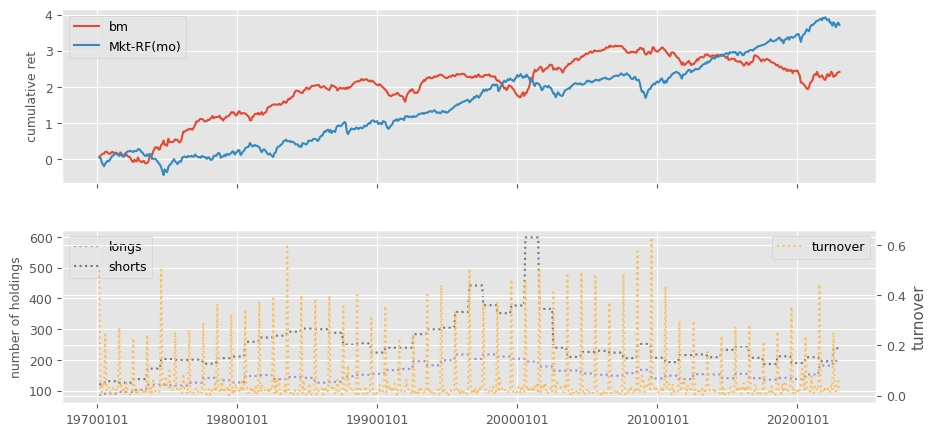 4
3
2
1
0
cumulative ret
bm
Mkt-RF(mo)
600
500
400
300
200
100
number of holdings
longs
shorts
turnover
0.6
0.4
0.2
0.0
turnover
19700101 19800101 19900101 20000101 20100101 20200101